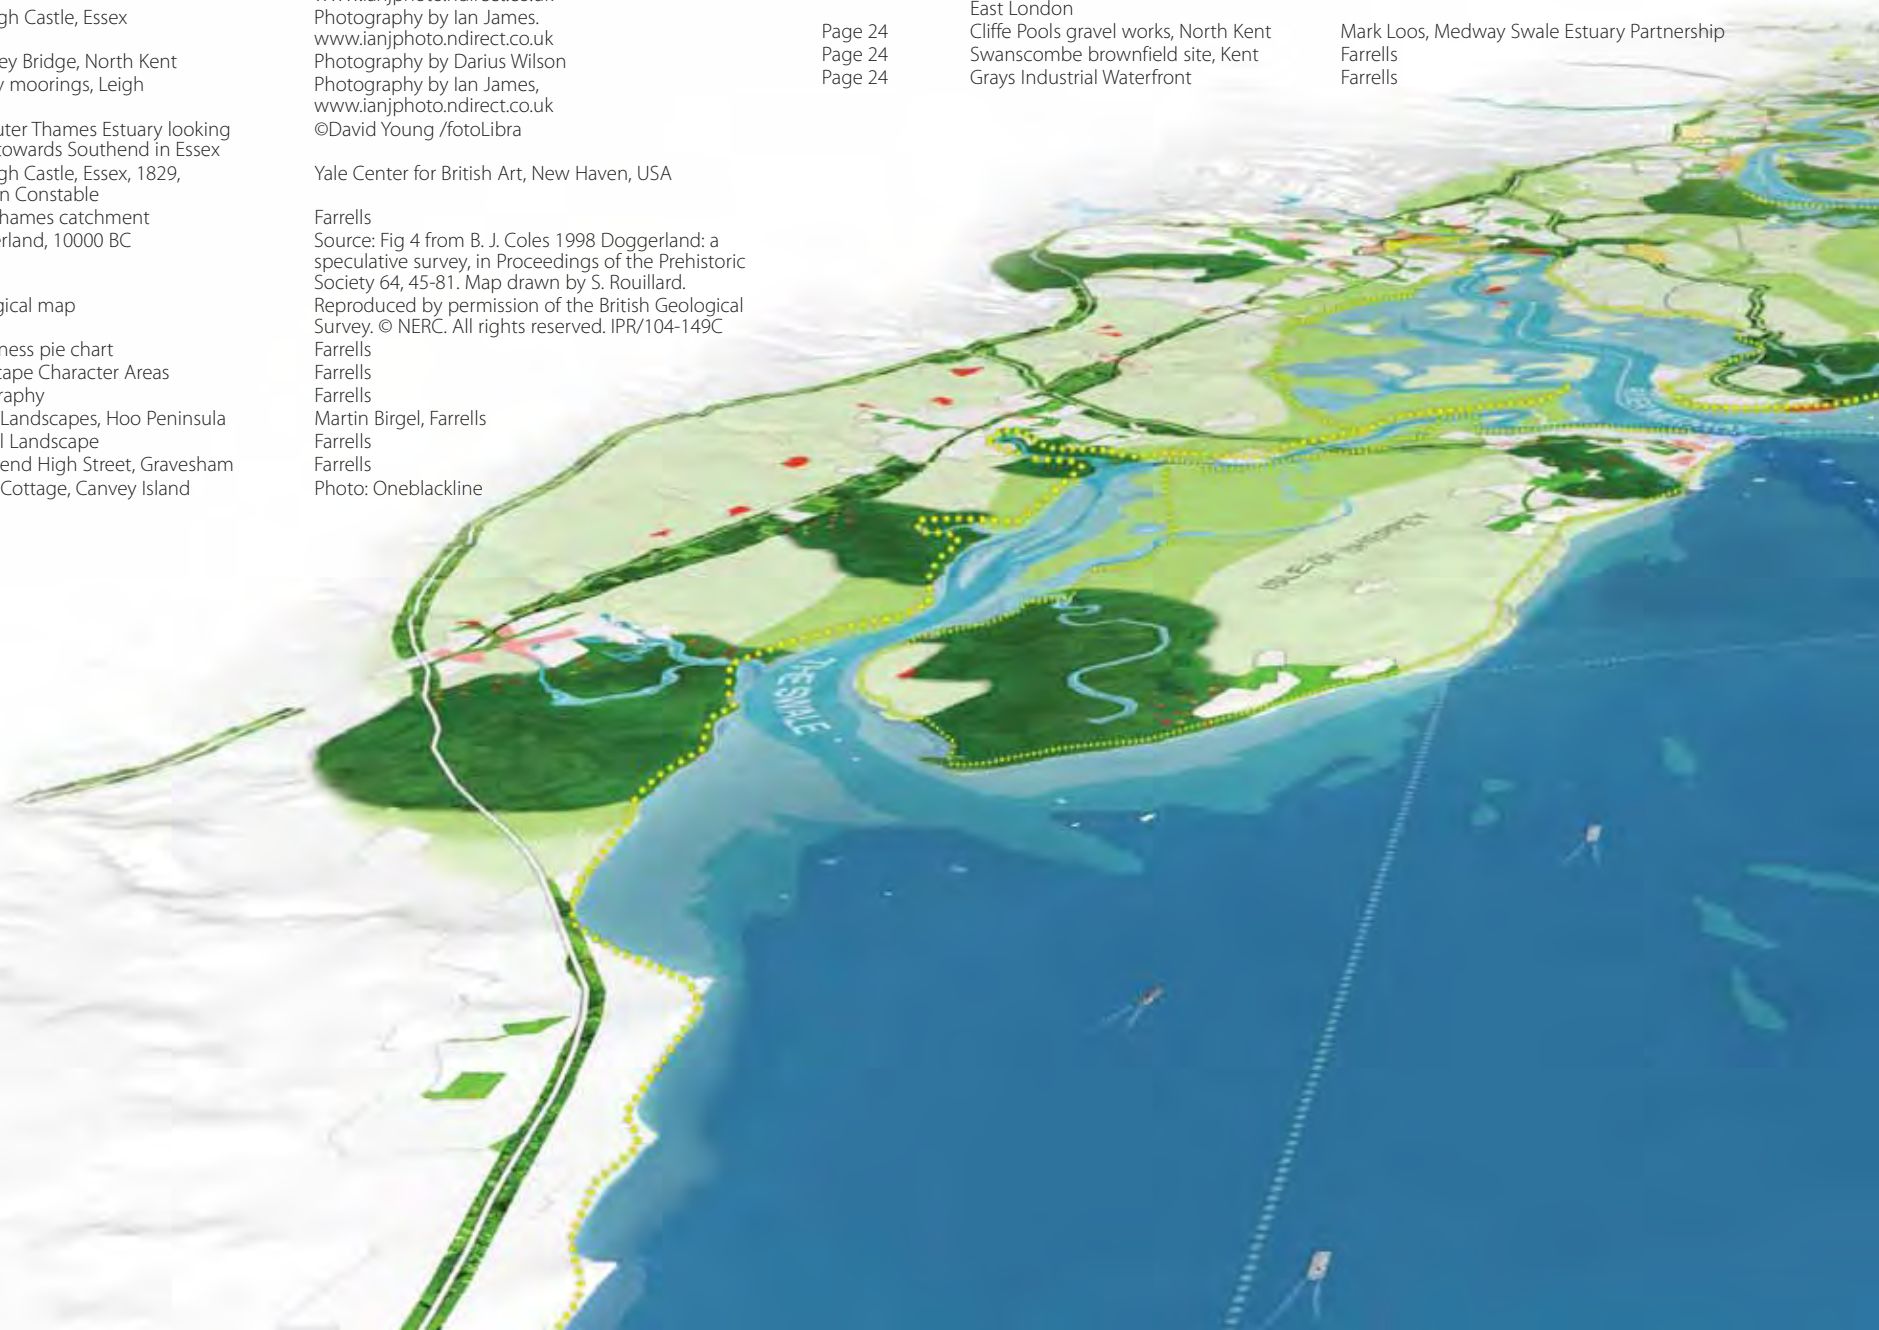 gh Castle, Essex
Photography by Ian James.
www.ianjphoto.ndirect.co.uk
ey Bridge, North Kent
Photography by Darius Wilson
y moorings, Leigh
Photography by Ian James,
www.ianjphoto.ndirect.co.uk
uter Thames Estuary looking
towards Southend in Essex
©David Young /fotoLibra
gh Castle, Essex, 1829,
n Constable
Yale Center for British Art, New Haven, USA
hames catchment
Farrells
erland, 10000 BC
Source: Fig 4 from B. J. Coles 1998 Doggerland: a
speculative survey, in Proceedings of the Prehistoric
Society 64, 45-81. Map drawn by S. Rouillard.
gical map
Reproduced by permission of the British Geological
Survey. © NERC. All rights reserved. IPR/104-149C
ness pie chart
Farrells
cape Character Areas
Farrells
raphy
Farrells
Landscapes, Hoo Peninsula
Martin Birgel, Farrells
l Landscape
Farrells
end High Street, Gravesham
Farrells
Cottage, Canvey Island
Photo: Oneblackline
East London
Page 24
Cliffe Pools gravel works, North Kent
Mark Loos, Medway Swale Estuary Partnership
Page 24
Swanscombe brownfield site, Kent
Farrells
Page 24
Grays Industrial Waterfront
Farrells
ISLE OF SHEPPEY
THE SWALE